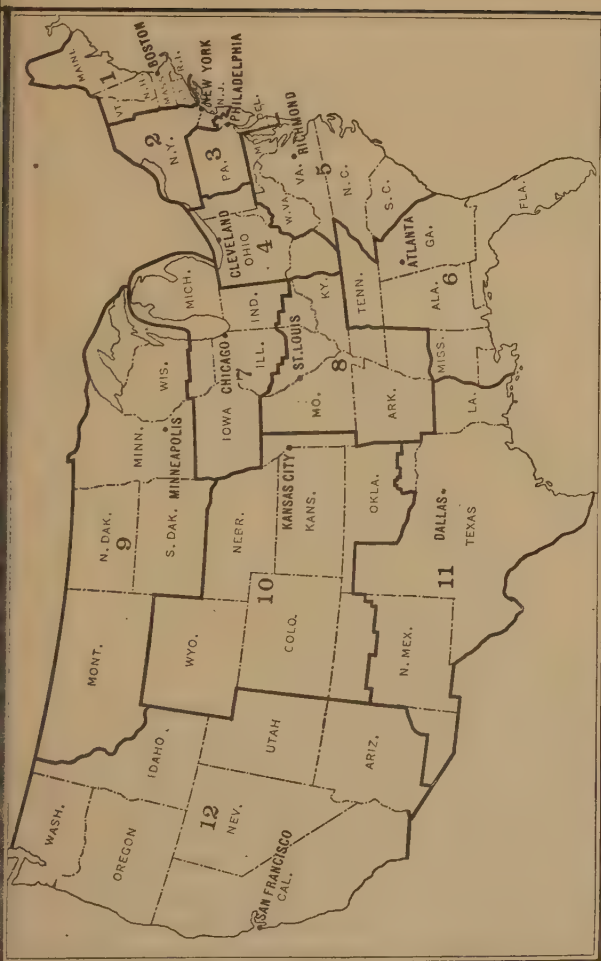 WASH.
OREGON
12
NEV.
SAN FRANCISCO
CAL.
IDAHO
UTAH
ARIZ.
MONT.
WYO.
10
COLO.
N. MEX.
N. DAK.
9
S. DAK.
NEBR.
KANSAS CITY
KANS.
OKLA.
DALLAS
11
TEXAS
MINN.
MINNEAPOLIS
WIS.
IOWA
CHICAGO
7
ILL.
IND.
MICH.
ST. LOUIS
MO.
8
KY.
ARK.
LA.
CLEVELAND
OHIO
4
TENN.
MISS.
ALA.
6
ATLANTA
GA.
FLA.
MAINE
1
VT.
N.H.
BOSTON
MASS.
R.I.
2
N.Y.
NEW YORK
N.J.
3
PA.
PHILADELPHIA
DEL.
MD.
W.VA.
VA.
RICHMOND
5
N.C.
S.C.